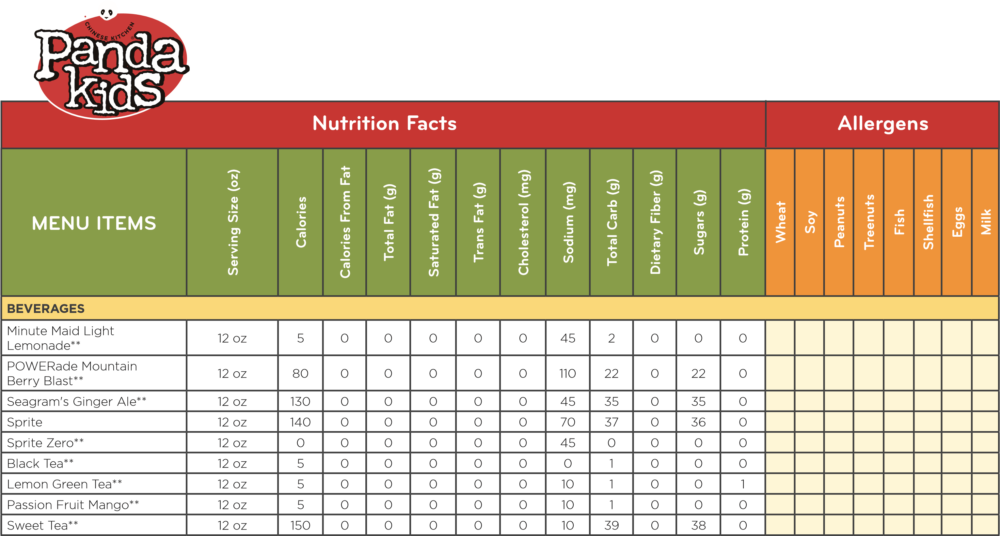 CHINESE KITCHEN ®
Panda
kids
Nutrition Facts Allergens
MENU ITEMS Serving Size (oz) Calories Calories From Fat Total Fat (g) Saturated Fat (g) Trans Fat (g) Cholesterol (mg) Sodium (mg) Total Carb (g) Dietary Fiber (g) Sugars (g) Protein (g) Wheat Soy Peanuts Treenuts Fish Shellfish Eggs Milk
BEVERAGES
Minute Maid Light
Lemonade** 12 oz 5 0 0 0 0 0 45 2 0 0 0
POWERade Mountain
Berry Blast** 12 oz 80 0 0 0 0 0 110 22 0 22 0
Seagram's Ginger Ale** 12 oz 130 0 0 0 0 0 45 35 0 35 0
Sprite 12 oz 140 0 0 0 0 0 70 37 0 36 0
Sprite Zero** 12 oz 0 0 0 0 0 0 45 0 0 0 0
Black Tea** 12 oz 5 0 0 0 0 0 0 1 0 0 0
Lemon Green Tea** 12 oz 5 0 0 0 0 0 10 1 0 0 1
Passion Fruit Mango** 12 oz 5 0 0 0 0 0 10 1 0 0 0
Sweet Tea** 12 oz 150 0 0 0 0 0 10 39 0 38 0